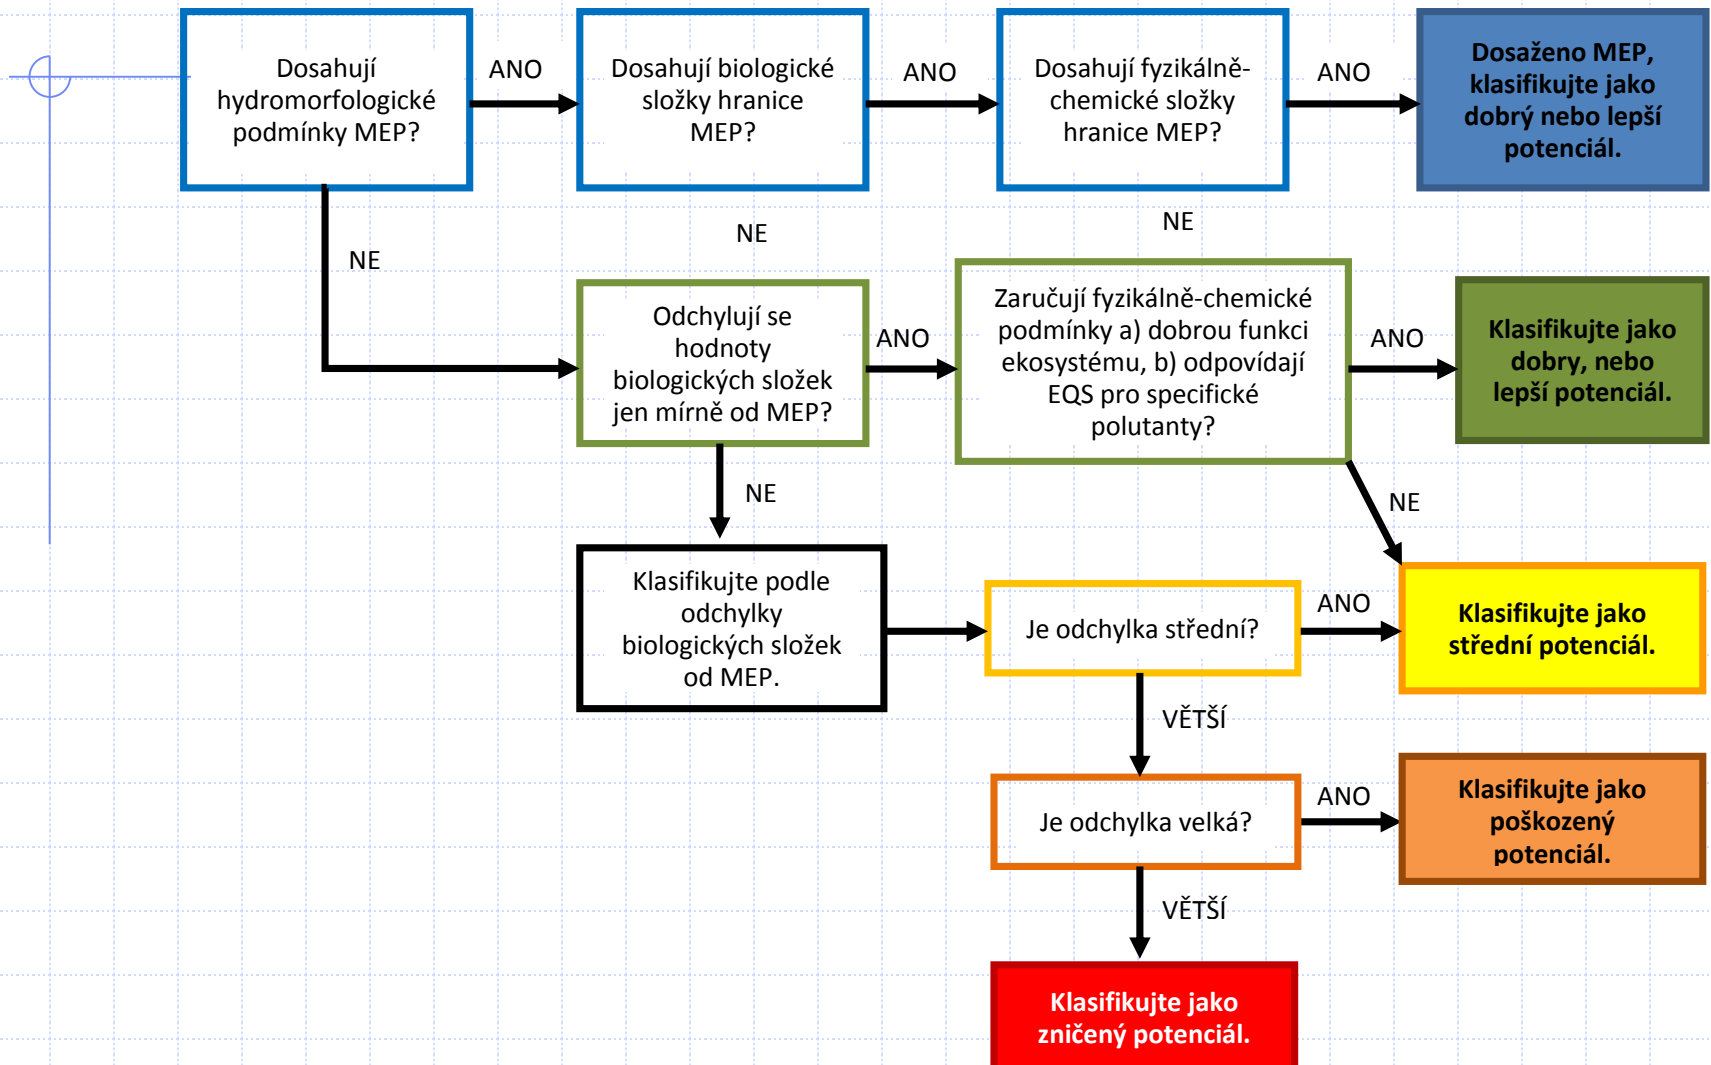 Dosahují
hydromorfologické
podmínky MEP?
ANO
Dosahují biologické
složky hranice
MEP?
ANO
Dosahují fyzikálně-
chemické složky
hranice MEP?
ANO
Dosaženo MEP,
klasifikujte jako
dobrý nebo lepší
potenciál.
NE
NE
NE
Odchylují se
hodnoty
biologických složek
jen mírně od MEP?
ANO
Zaručují fyzikálně-chemické
podmínky a) dobrou funkci
ekosystému, b) odpovídají
EQS pro specifické
polutanty?
ANO
Klasifikujte jako
dobry, nebo
lepší potenciál.
NE
NE
Klasifikujte podle
odchylky
biologických složek
od MEP.
Je odchylka střední?
ANO
Klasifikujte jako
střední potenciál.
VĚTŠÍ
Je odchylka velká?
ANO
Klasifikujte jako
poškozený
potenciál.
VĚTŠÍ
Klasifikujte jako
zničený potenciál.